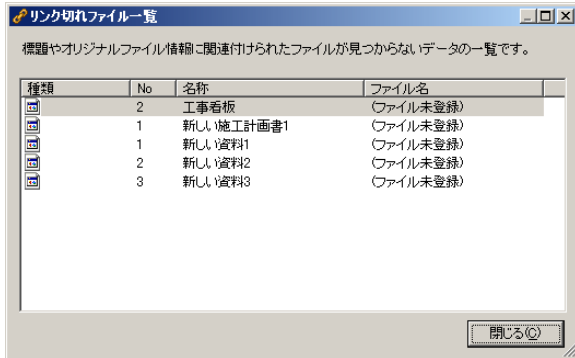 リンク切れファイル一覧
標題やオリジナルファイル情報に関連付けられたファイルが見つからないデータの一覧です。
種類 No 名称 ファイル名
2 工事看板 (ファイル未登録)
1 新しい施工計画書1 (ファイル未登録)
1 新しい資料1 (ファイル未登録)
2 新しい資料2 (ファイル未登録)
3 新しい資料3 (ファイル未登録)
閉じる(C)